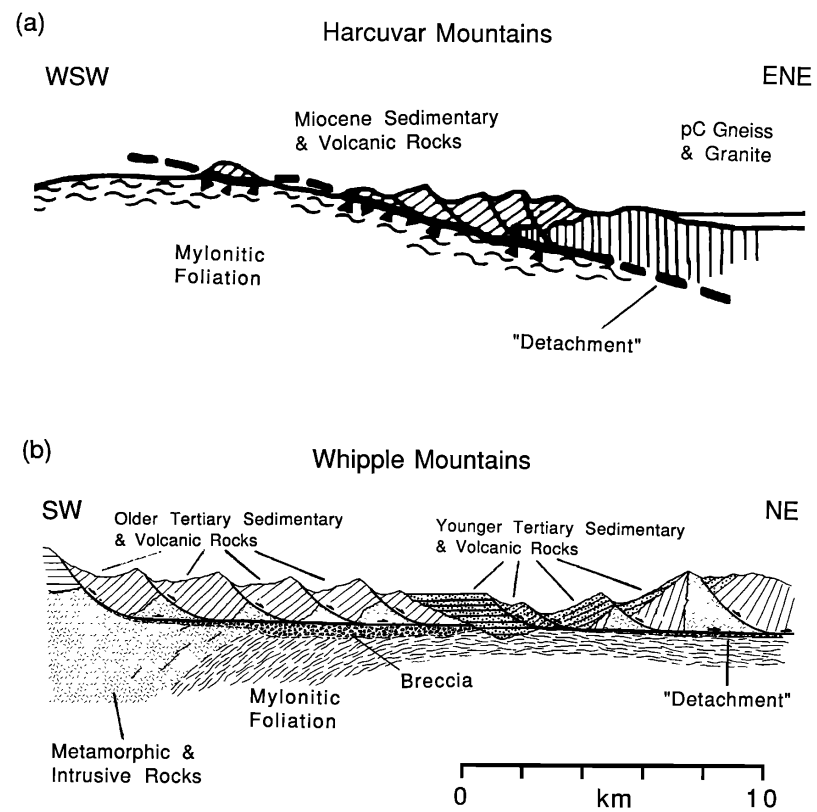 (a)
Harcuvar Mountains
WSW
ENE
Miocene Sedimentary
& Volcanic Rocks
pC Gneiss
& Granite
Mylonitic
Foliation
"Detachment"
(b)
Whipple Mountains
SW
NE
Older Tertiary Sedimentary
& Volcanic Rocks
Younger Tertiary Sedimentary
& Volcanic Rocks
Breccia
Mylonitic
Foliation
"Detachment"
Metamorphic &
Intrusive Rocks
0 km 10